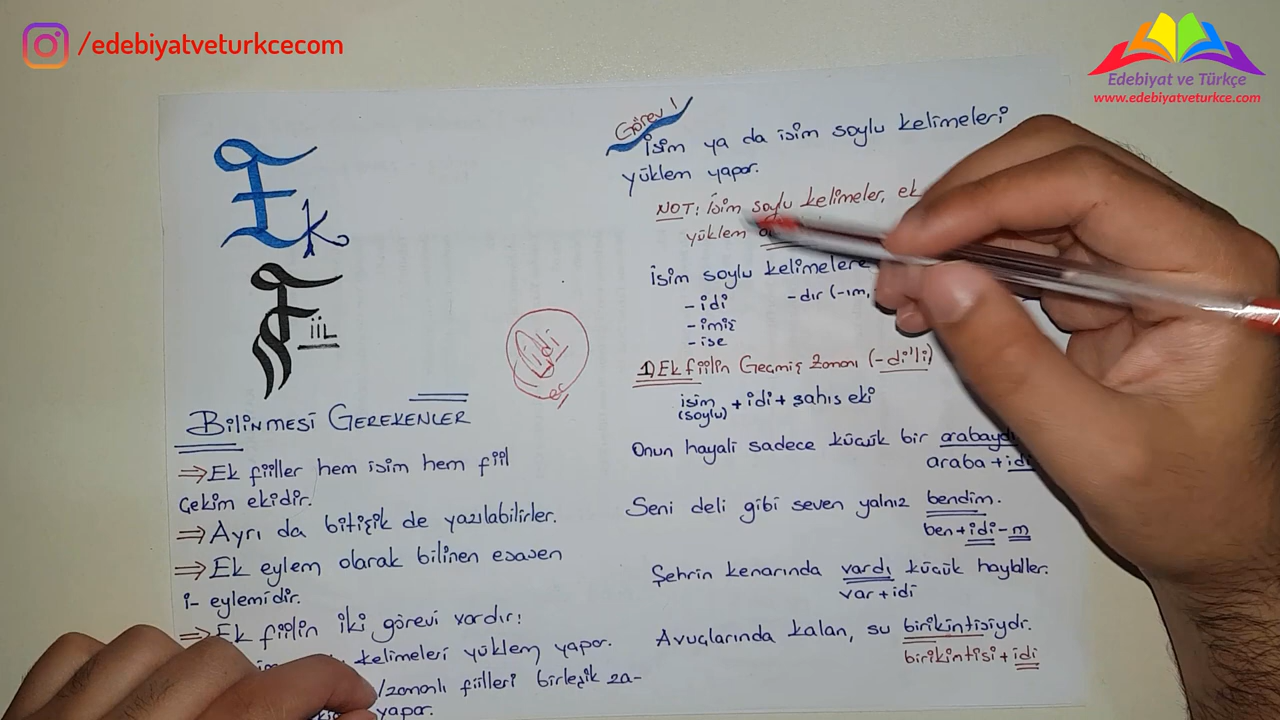 /edebiyatveturkcecom
Edebiyat ve Türkçe
www.edebiyatveturkce.com
Ek
Fiil
Bilinmesi Gerekenler
⇒ Ek fiiller hem isim hem fiil
çekim ekidir.
⇒ Ayrı da bitişik de yazılabilirler.
⇒ Ek eylem olarak bilinen esasen
i- eylemidir.
⇒ Ek fiilin iki görevi vardır:
kelimeleri yüklem yapar.
/zamanlı fiilleri birleşik za-
yapar.
Görev 1
İsim ya da isim soylu kelimeleri
yüklem yapar.
NOT: İsim soylu kelimeler, ek
yüklem
İsim soylu kelimelere
-idi -dır (-ım,
-imiş
-ise
1) Ek fiilin Geçmiş Zamanı (-di'li)
isim + idi + şahıs eki
(soylu)
Onun hayali sadece küçük bir arabaydı
araba + idi
Seni deli gibi seven yalnız bendim.
ben + idi - m
Şehrin kenarında vardı küçük hayaller.
var + idi
Avuçlarında kalan, su birikintisiydi.
birikintisi + idi